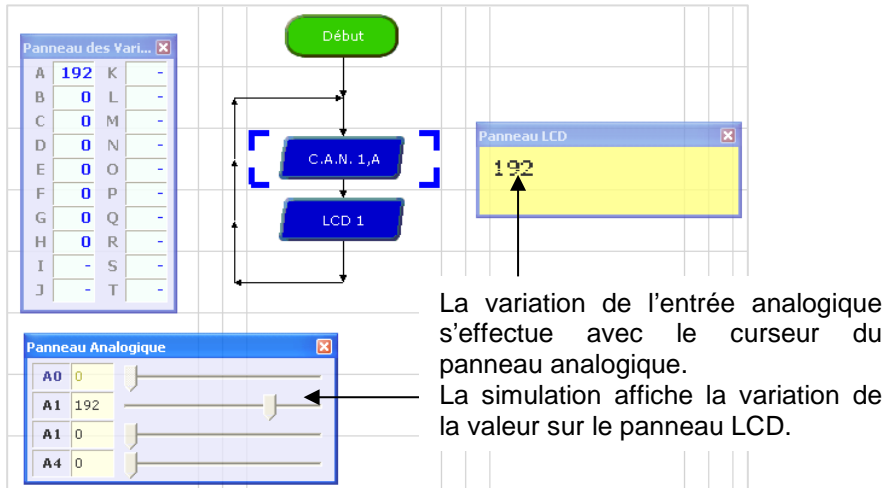 Début
Panneau des Vari...
A 192 K -
B 0 L -
C 0 M -
D 0 N -
E 0 O -
F 0 P -
G 0 Q -
H 0 R -
I - S -
J - T -
C.A.N. 1,A
LCD 1
Panneau LCD
192
La variation de l’entrée analogique
s’effectue avec le curseur du
panneau analogique.
La simulation affiche la variation de
la valeur sur le panneau LCD.
Panneau Analogique
A0 0
A1 192
A1 0
A4 0